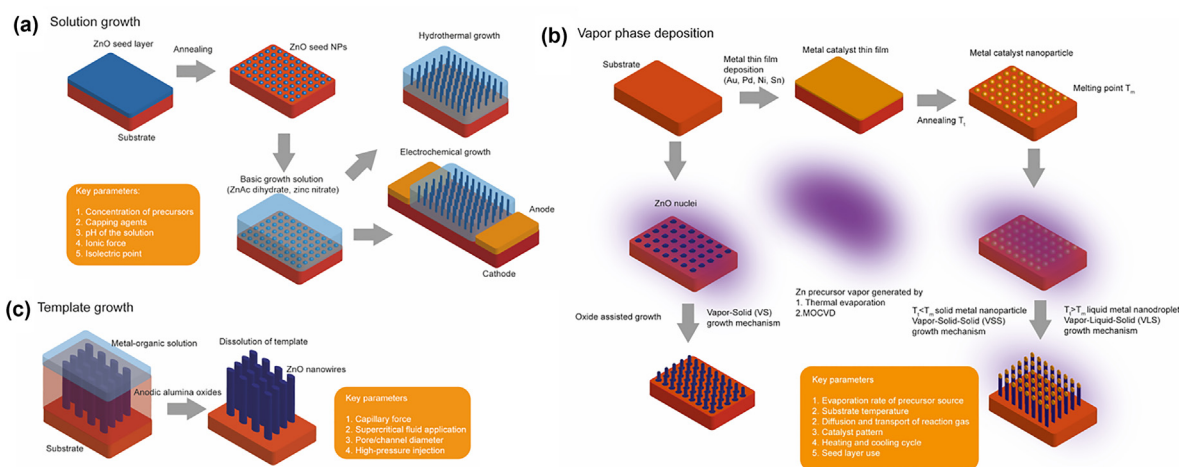 (a) Solution growth
ZnO seed layer
Annealing
ZnO seed NPs
Hydrothermal growth
Substrate
Basic growth solution
(ZnAc dihydrate, zinc nitrate)
Electrochemical growth
Anode
Cathode
Key parameters:
1. Concentration of precursors
2. Capping agents
3. pH of the solution
4. Ionic force
5. Isolectric point
(b) Vapor phase deposition
Substrate
Metal thin film
deposition
(Au, Pd, Ni, Sn)
Metal catalyst thin film
Metal catalyst nanoparticle
Melting point Tm
Annealing Tt
ZnO nuclei
Zn precursor vapor generated by
1. Thermal evaporation
2.MOCVD
Oxide assisted growth
Vapor-Solid (VS)
growth mechanism
Tt<Tm solid metal nanoparticle
Vapor-Solid-Solid (VSS)
growth mechanism
Tt>Tm liquid metal nanodroplet
Vapor-Liquid-Solid (VLS)
growth mechanism
Key parameters
1. Evaporation rate of precursor source
2. Substrate temperature
2. Diffusion and transport of reaction gas
3. Catalyst pattern
4. Heating and cooling cycle
5. Seed layer use
(c) Template growth
Metal-organic solution
Anodic alumina oxides
Substrate
Dissolution of template
ZnO nanowires
Key parameters
1. Capillary force
2. Supercritical fluid application
3. Pore/channel diameter
4. High-pressure injection